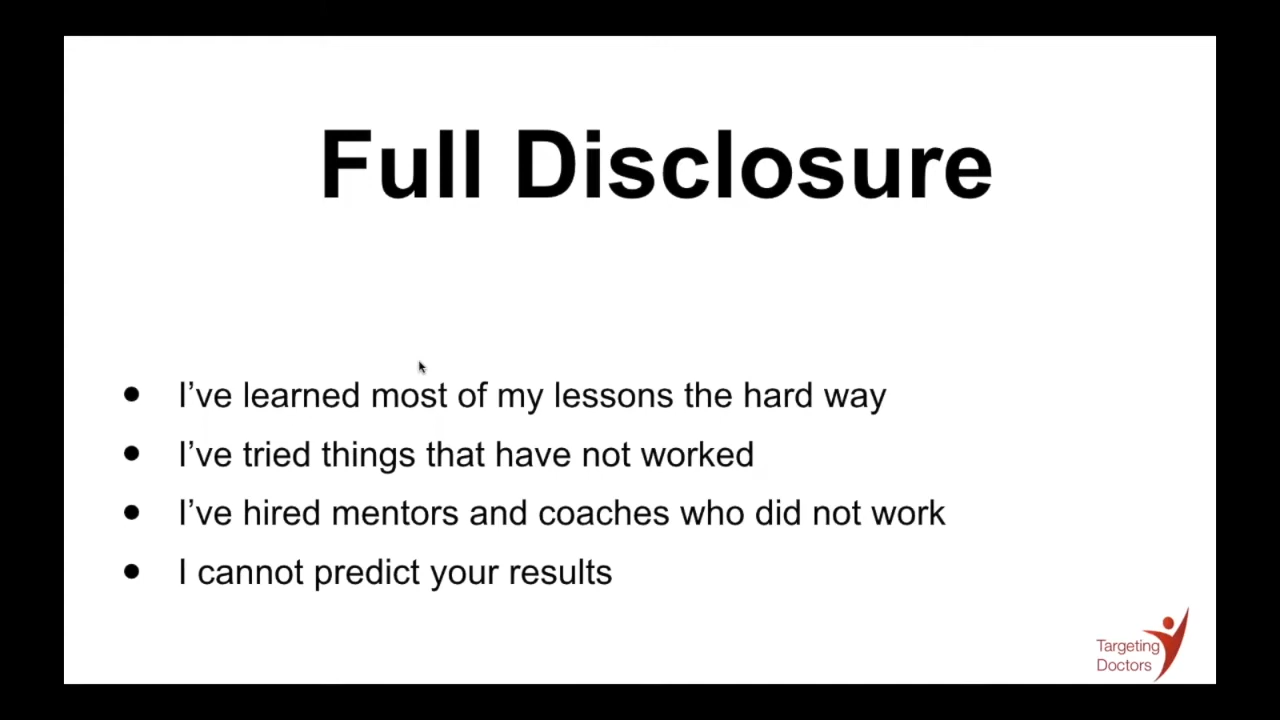 Full Disclosure
● I’ve learned most of my lessons the hard way
● I’ve tried things that have not worked
● I’ve hired mentors and coaches who did not work
● I cannot predict your results
Targeting
Doctors